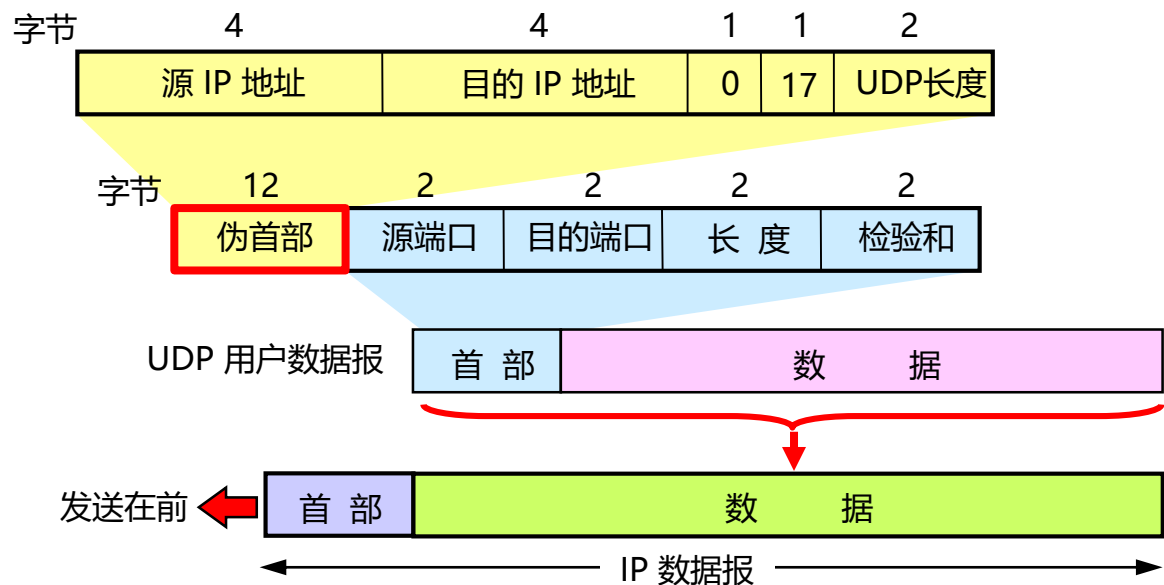 字节 4 4 1 1 2
源 IP 地址 目的 IP 地址 0 17 UDP长度
字节 12 2 2 2 2
伪首部 源端口 目的端口 长 度 检验和
UDP 用户数据报 首 部 数 据
发送在前 首 部 数 据
IP 数据报